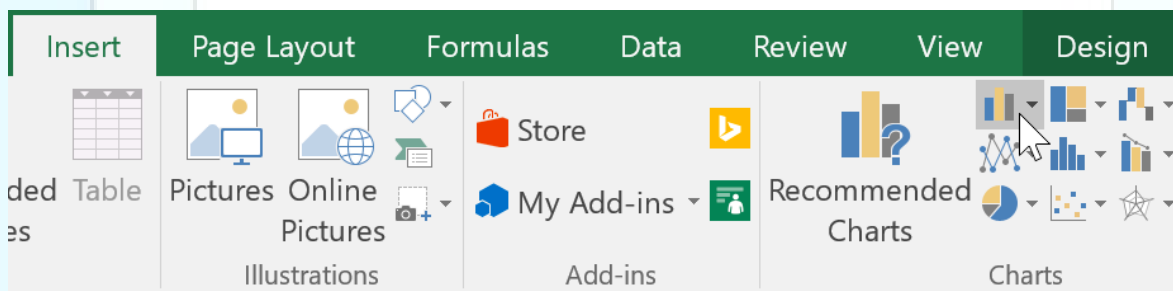 Insert Page Layout Formulas Data Review View Design
Store
ded Table Pictures Online My Add-ins Recommended
es Pictures Charts
Illustrations Add-ins Charts